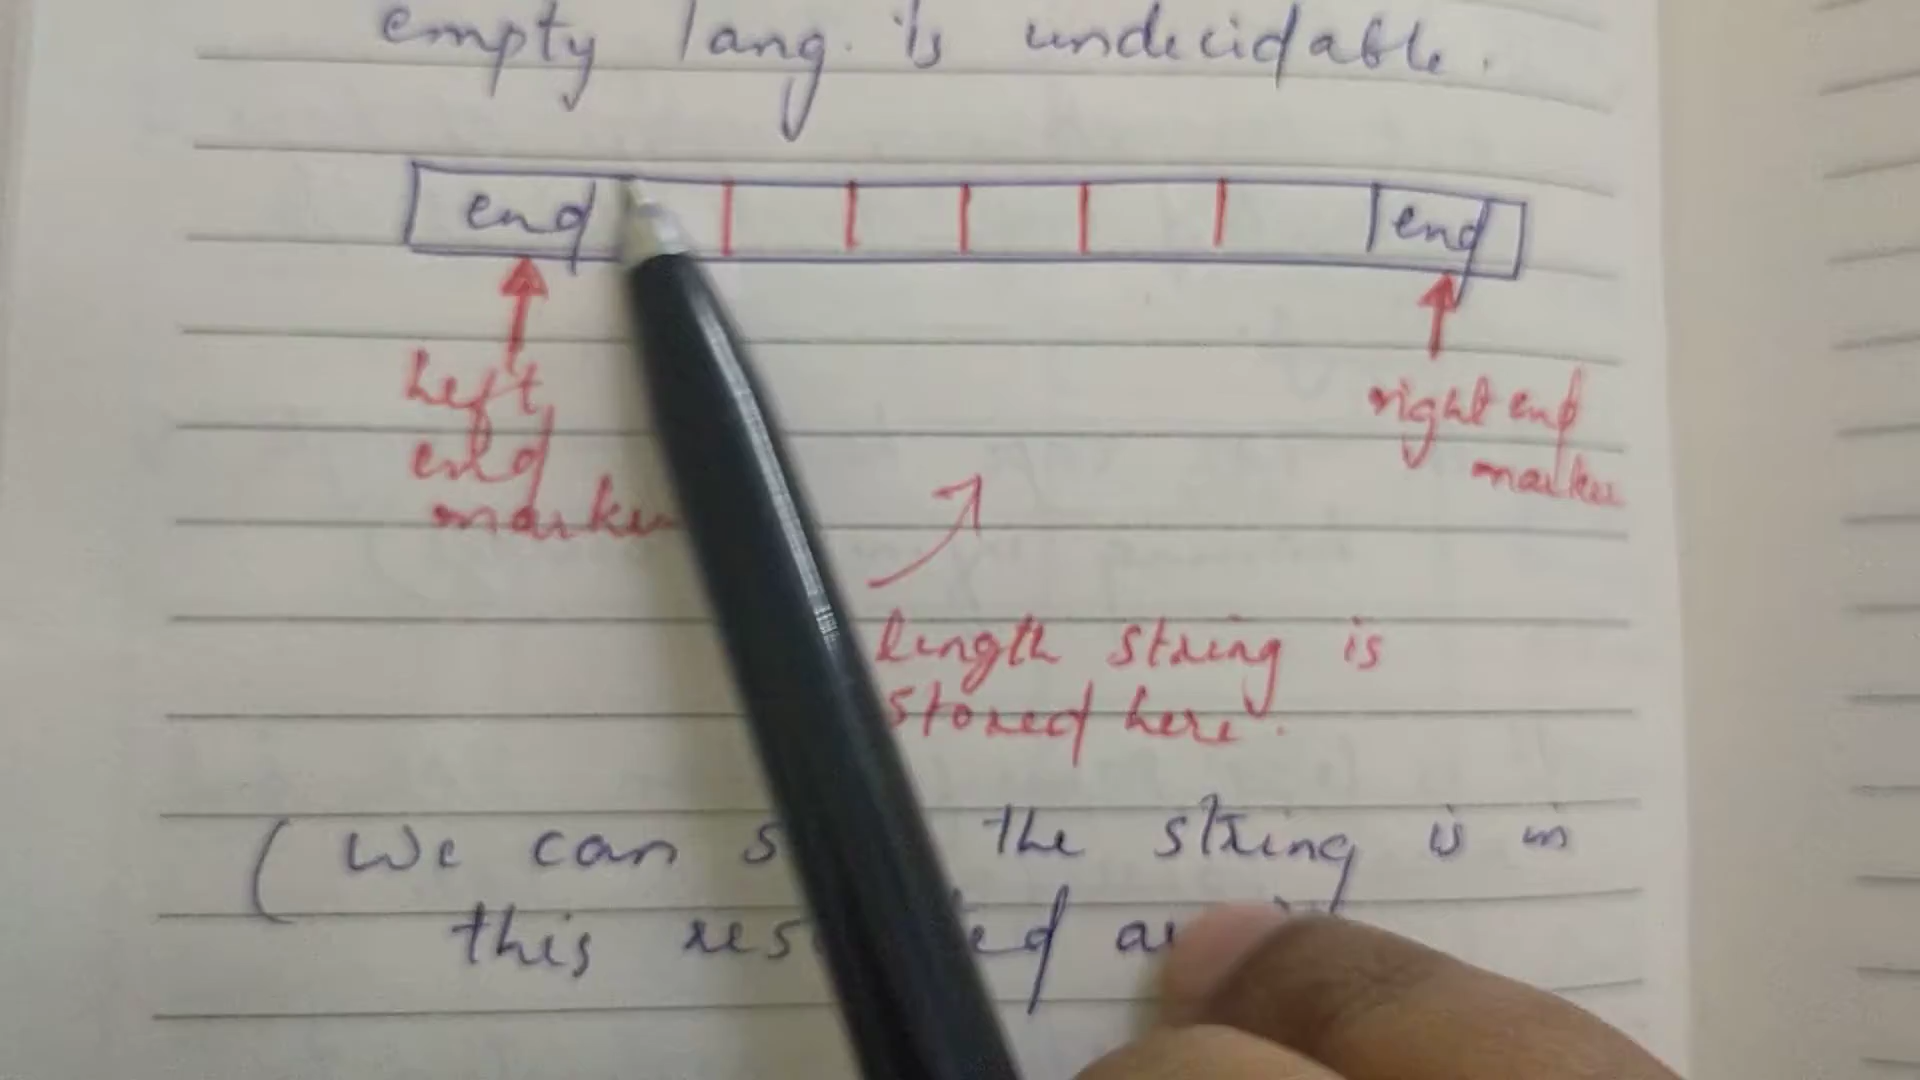 empty lang. is undecidable.
end end
Left
end
marker
right end
marker
length string is
stored here.
(We can the string is in
this